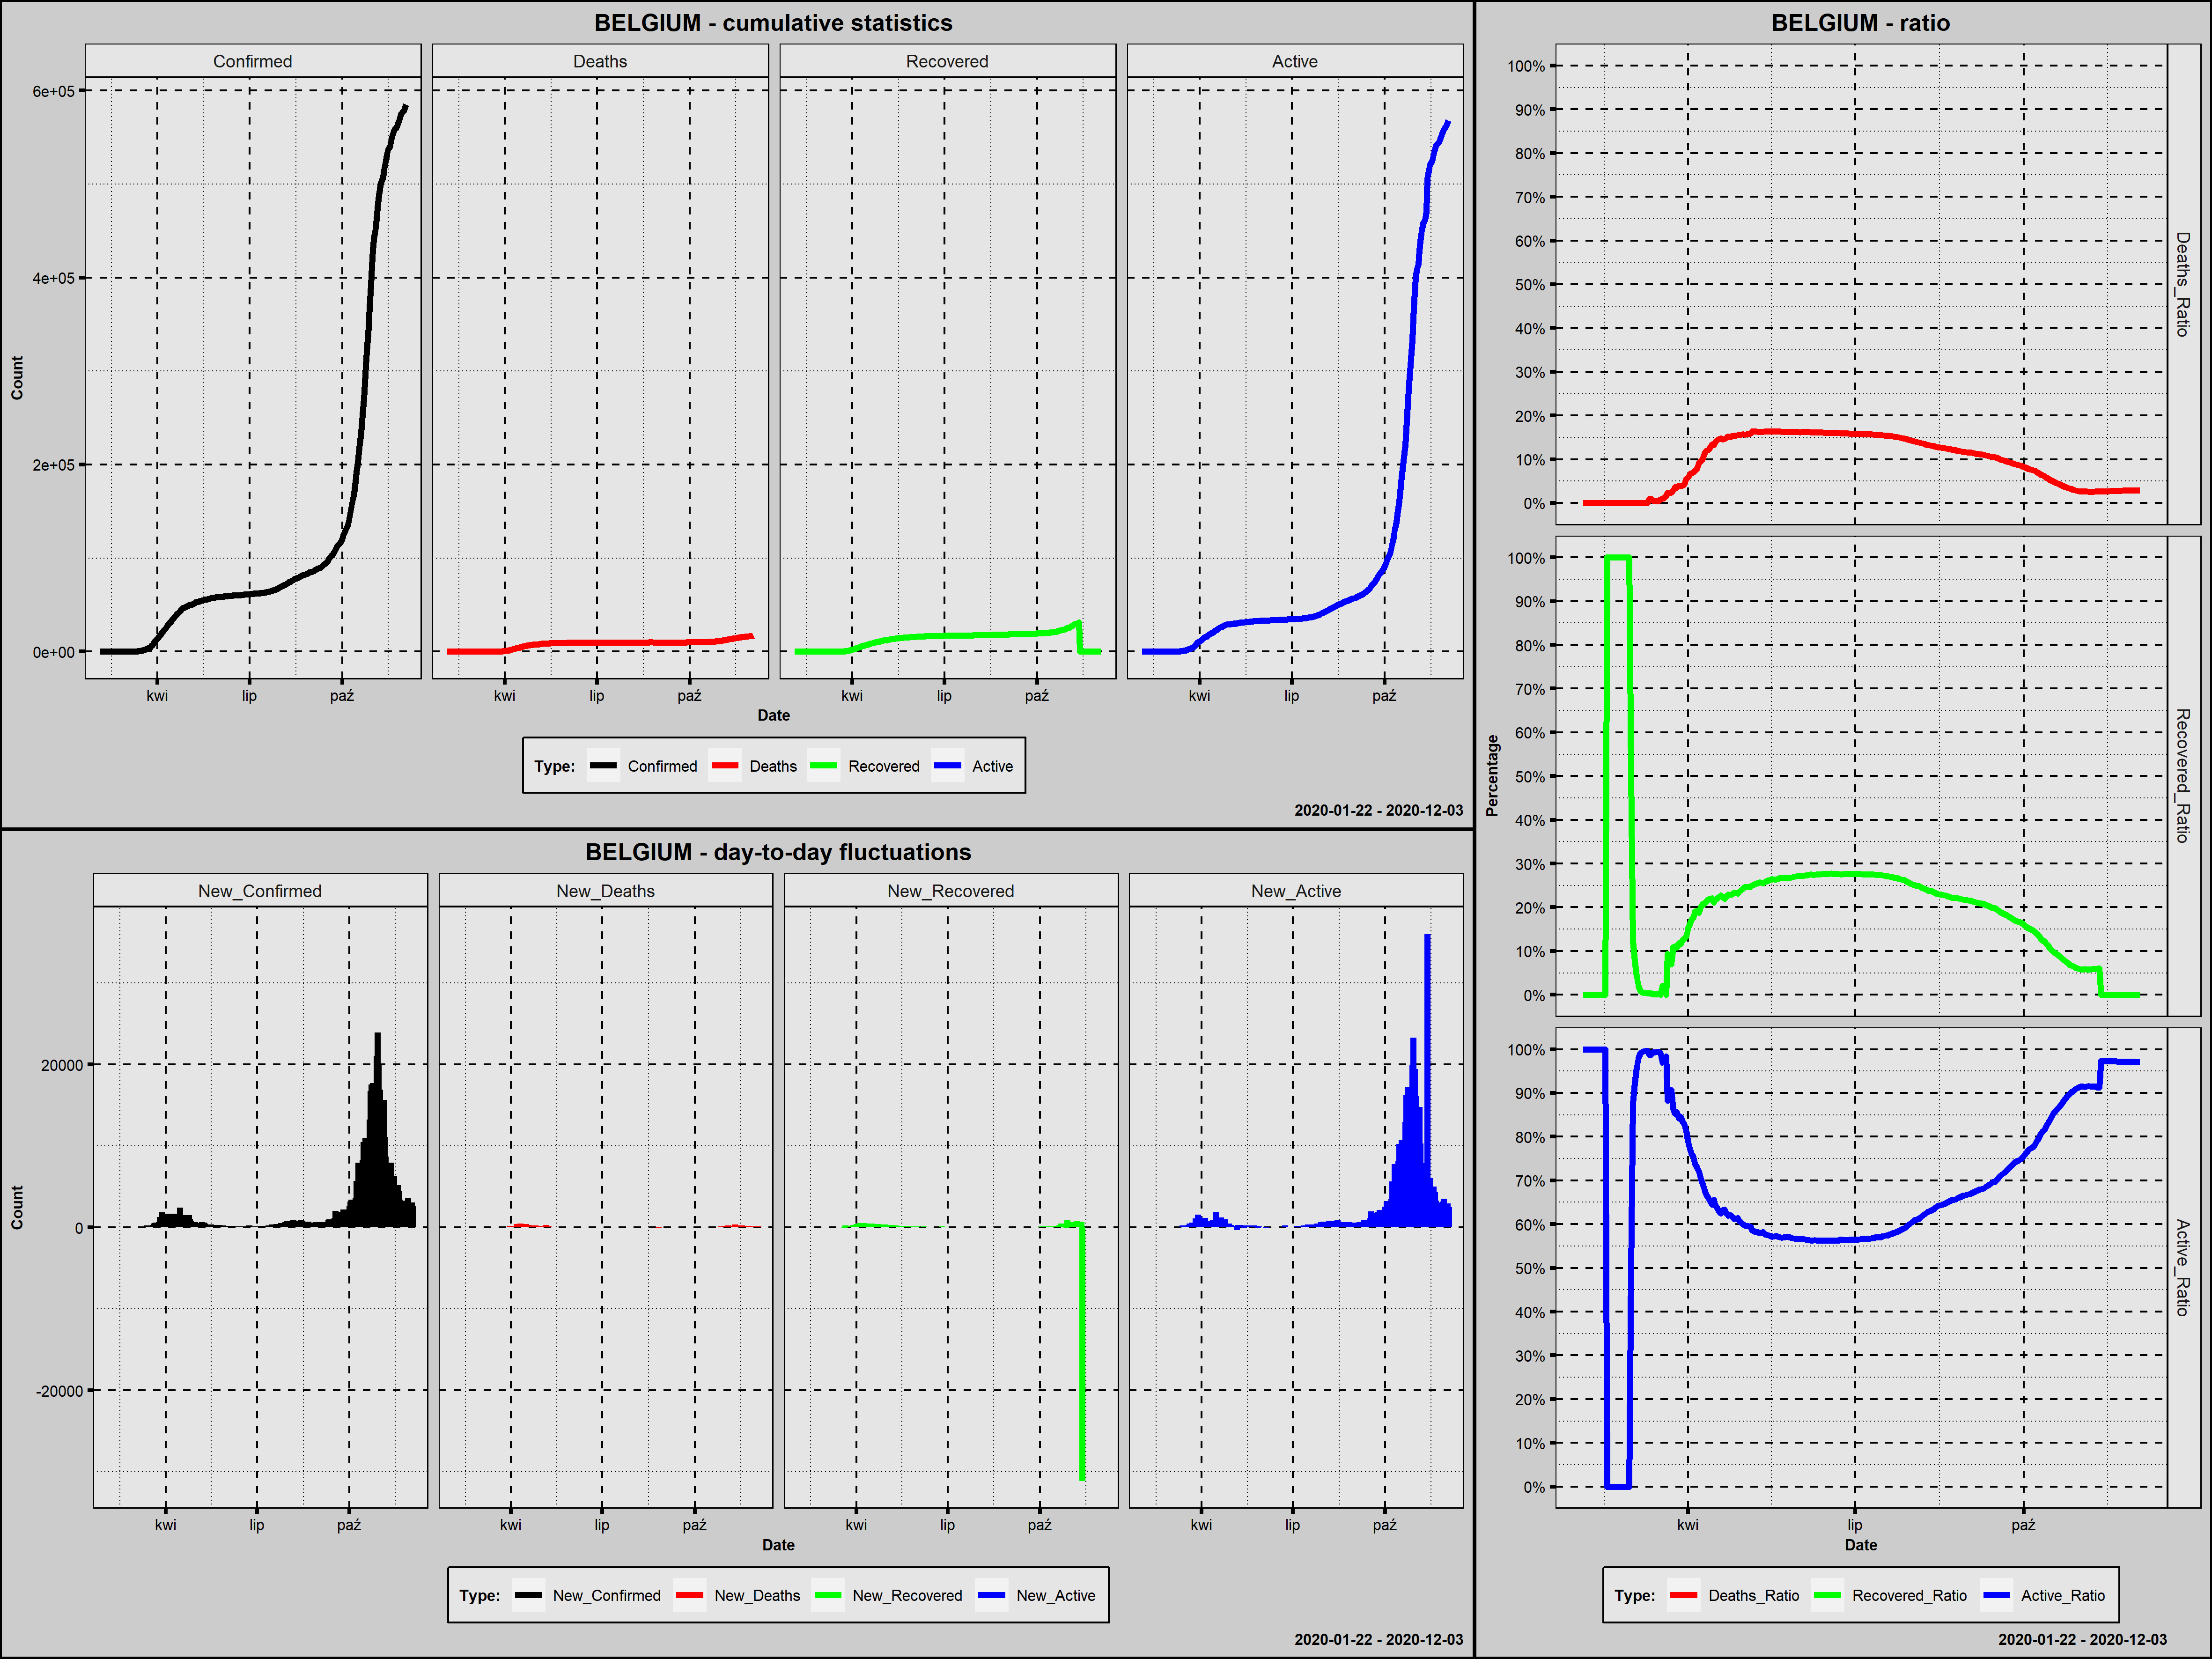 BELGIUM - cumulative statistics
Confirmed Deaths Recovered Active
Count
6e+05
4e+05
2e+05
0e+00
kwi lip paź kwi lip paź kwi lip paź kwi lip paź
Date
Type: Confirmed Deaths Recovered Active
2020-01-22 - 2020-12-03
BELGIUM - day-to-day fluctuations
New_Confirmed New_Deaths New_Recovered New_Active
Count
20000
0
-20000
kwi lip paź kwi lip paź kwi lip paź kwi lip paź
Date
Type: New_Confirmed New_Deaths New_Recovered New_Active
2020-01-22 - 2020-12-03
BELGIUM - ratio
Percentage
100%
90%
80%
70%
60%
50%
40%
30%
20%
10%
0%
Deaths_Ratio
100%
90%
80%
70%
60%
50%
40%
30%
20%
10%
0%
Recovered_Ratio
100%
90%
80%
70%
60%
50%
40%
30%
20%
10%
0%
Active_Ratio
kwi lip paź
Date
Type: Deaths_Ratio Recovered_Ratio Active_Ratio
2020-01-22 - 2020-12-03